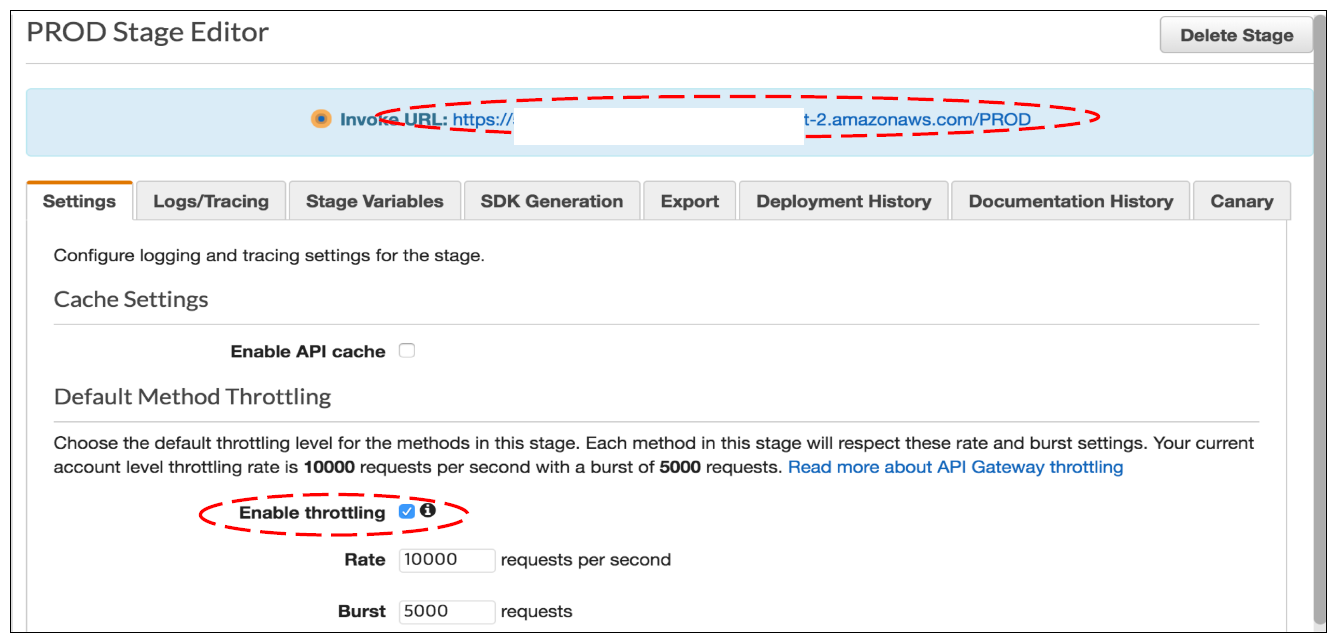 PROD Stage Editor
Delete Stage
Invoke URL: https:// t-2.amazonaws.com/PROD
Settings Logs/Tracing Stage Variables SDK Generation Export Deployment History Documentation History Canary
Configure logging and tracing settings for the stage.
Cache Settings
Enable API cache
Default Method Throttling
Choose the default throttling level for the methods in this stage. Each method in this stage will respect these rate and burst settings. Your current
account level throttling rate is 10000 requests per second with a burst of 5000 requests. Read more about API Gateway throttling
Enable throttling
Rate 10000 requests per second
Burst 5000 requests